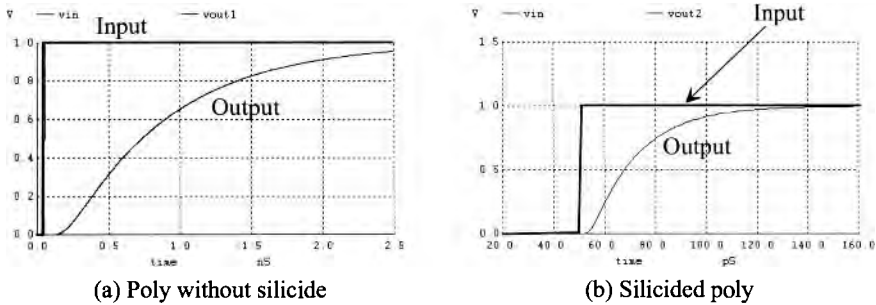 V vin vout1
Input
1 0
0 8
0 6
0 4
0 2
0 0
Output
0.0 0 5 1 0 1 5 2 0 2 5
time nS
(a) Poly without silicide
V vin vout2
Input
1 5
1 0
0 5
0 0
Output
20 0 40 0 60 0 80 0 100 0 120 0 140 0 160 0
time pS
(b) Silicided poly